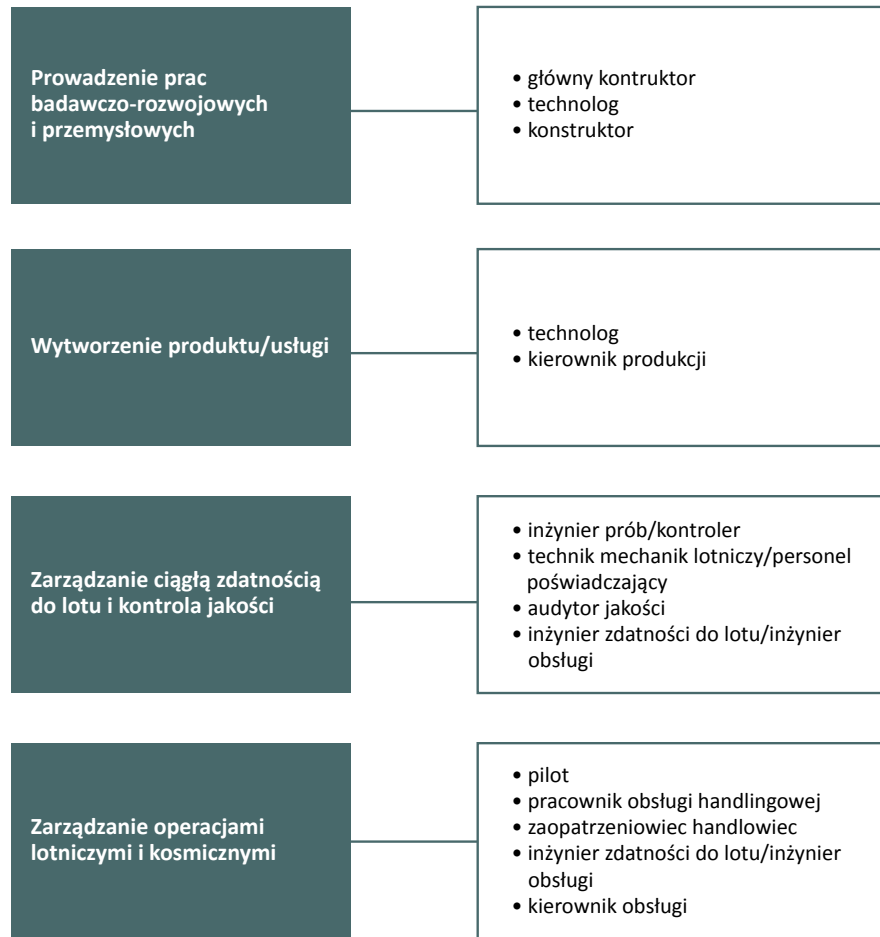 Prowadzenie prac
badawczo-rozwojowych
i przemysłowych
• główny kontruktor
• technolog
• konstruktor
Wytworzenie produktu/usługi
• technolog
• kierownik produkcji
Zarządzanie ciągłą zdatnością
do lotu i kontrola jakości
• inżynier prób/kontroler
• technik mechanik lotniczy/personel
poświadczający
• audytor jakości
• inżynier zdatności do lotu/inżynier
obsługi
Zarządzanie operacjami
lotniczymi i kosmicznymi
• pilot
• pracownik obsługi handlingowej
• zaopatrzeniowiec handlowiec
• inżynier zdatności do lotu/inżynier
obsługi
• kierownik obsługi